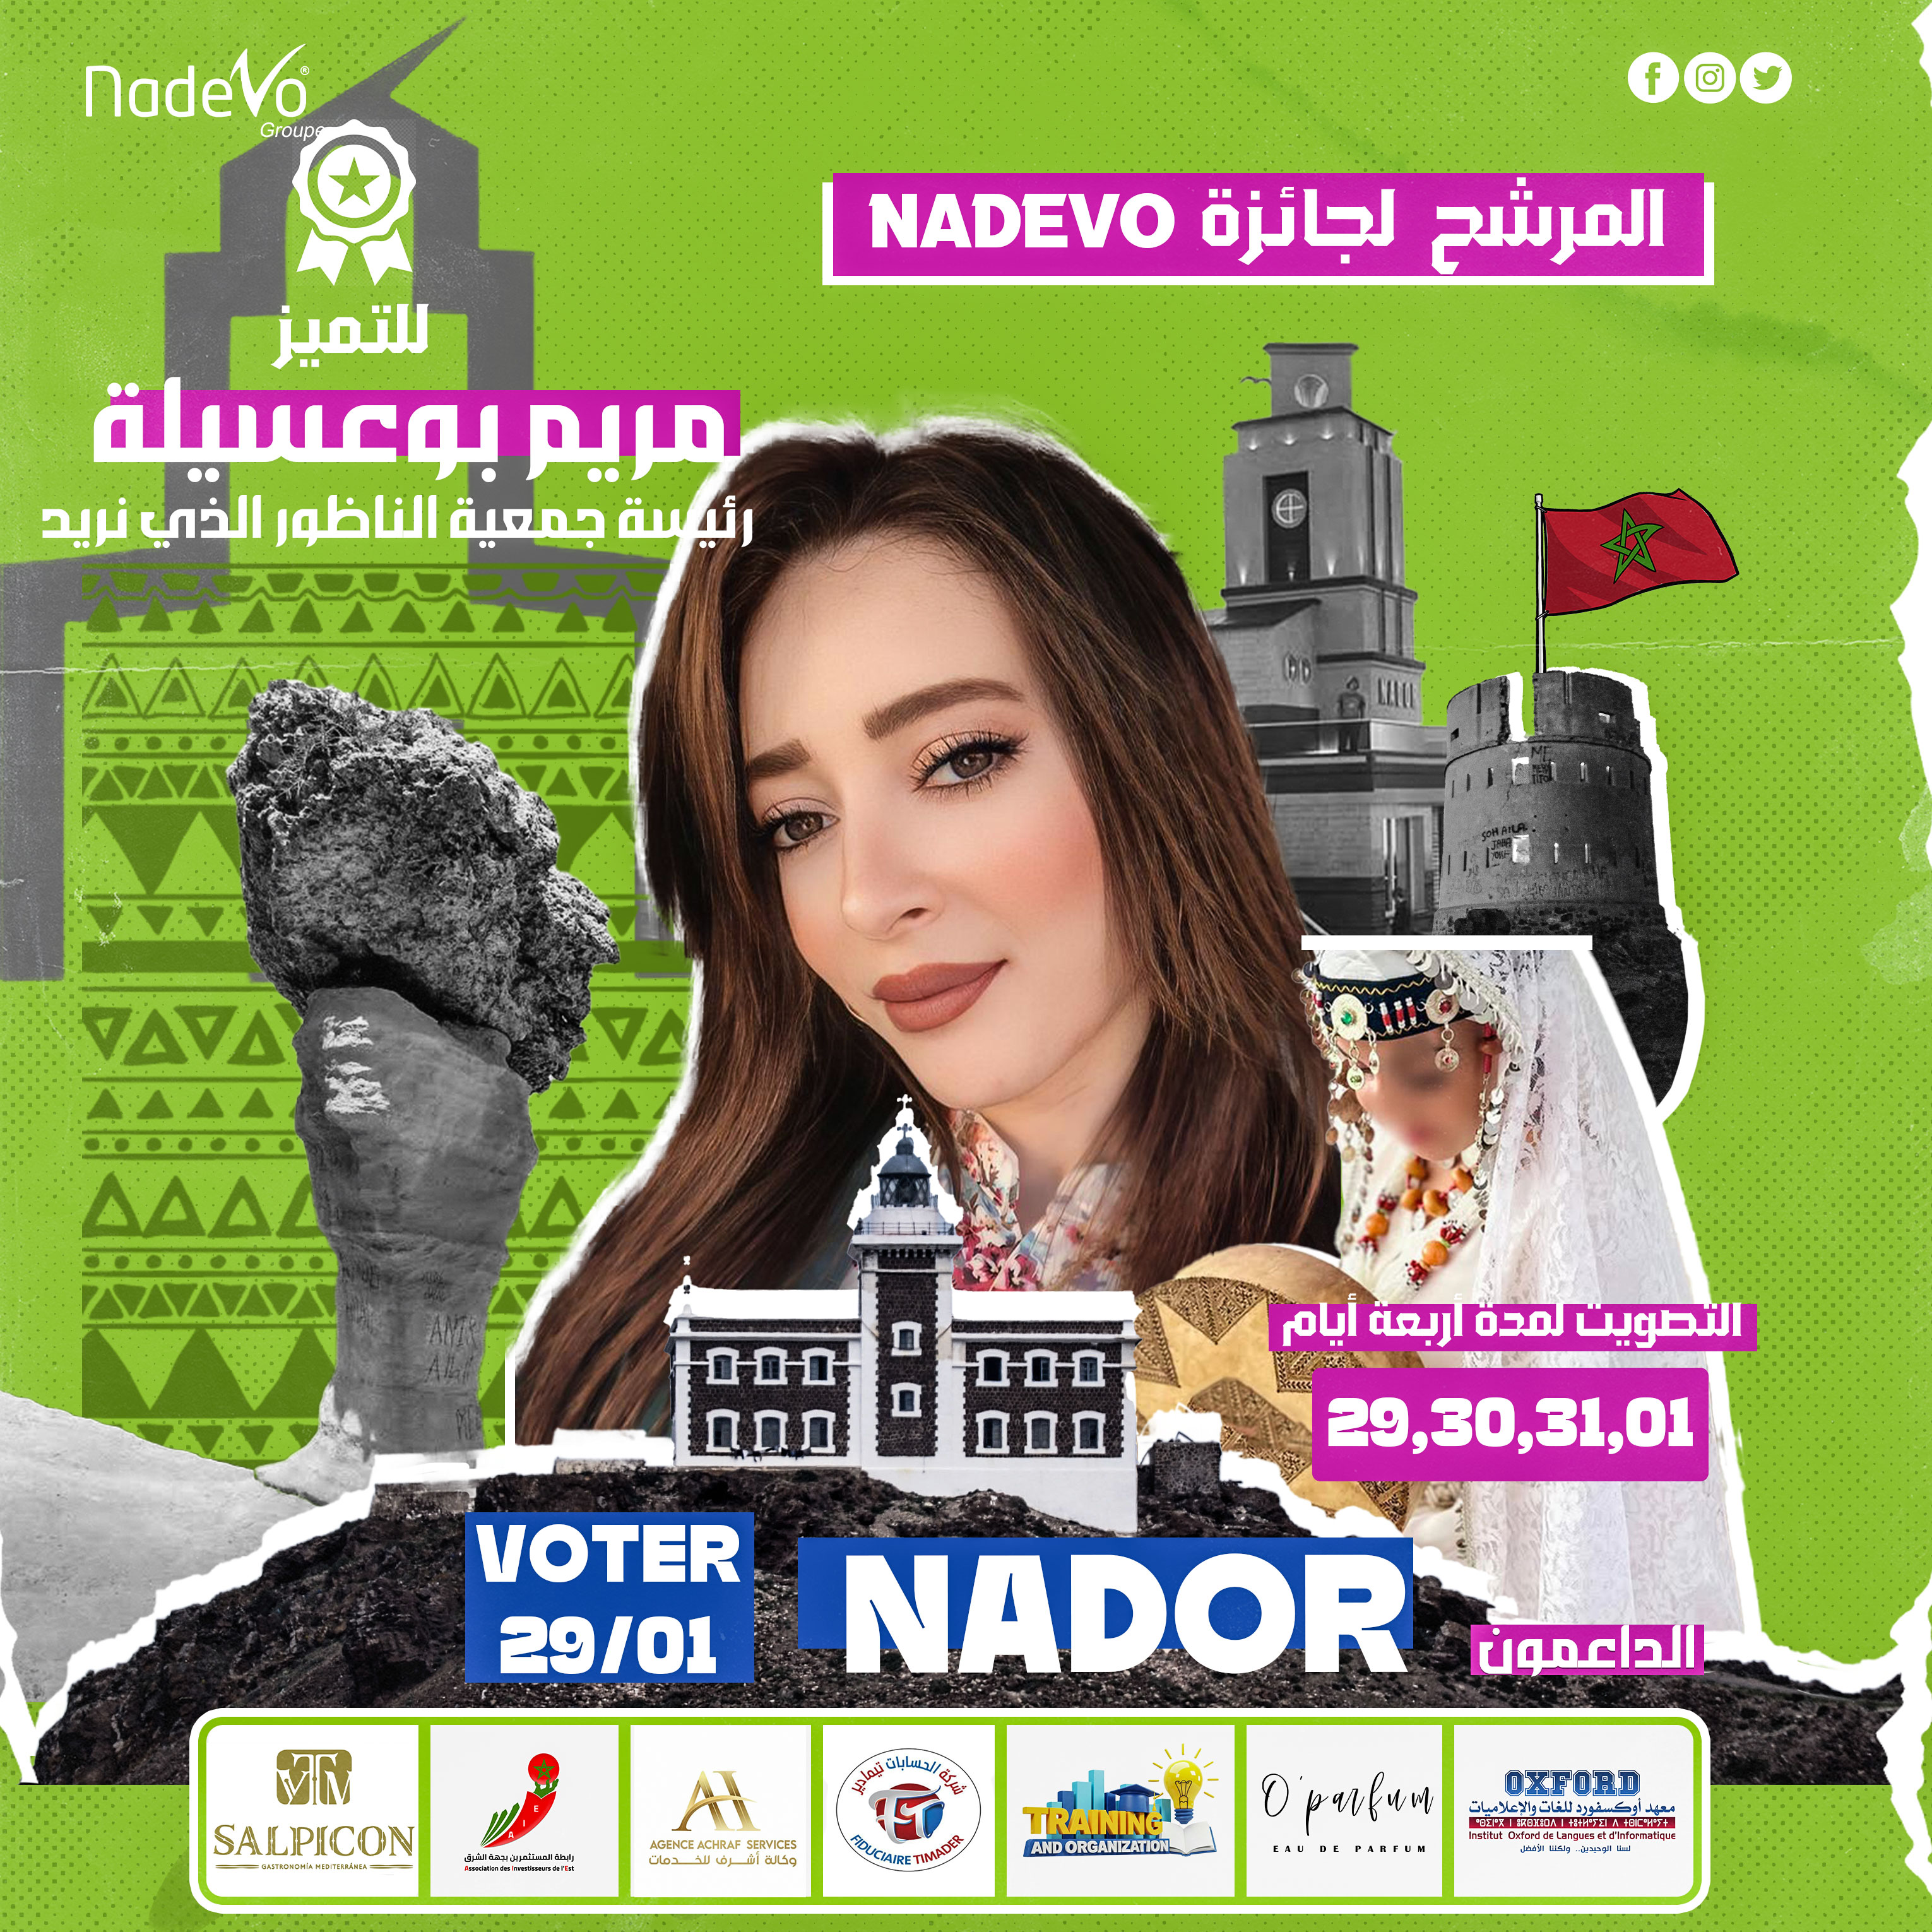 NadeVo®
Groupe
المرشح لجائزة NADEVO
للتميز
مريم بوعسيلة
رئيسة جمعية الناظور الذي نريد
NADOR
التصويت لمدة أربعة أيام
29,30,31,01
VOTER
29/01
NADOR
الداعمون
SALPICON
GASTRONOMÍA MEDITERRÁNEA
A I E
رابطة المستثمرين بجهة الشرق
Association des Investisseurs de l'Est
AGENCE ACHRAF SERVICES
وكالة أشرف للخدمات
شركة الحسابات تيمادير
FIDUCIAIRE TIMADER
TRAINING
AND ORGANIZATION
O'parfum
EAU DE PARFUM
OXFORD
معهد أوكسفورد للغات والإعلاميات
Institut Oxford de Langues et d'Informatique
لسنا الوحيدين.. ولكننا الأفضل